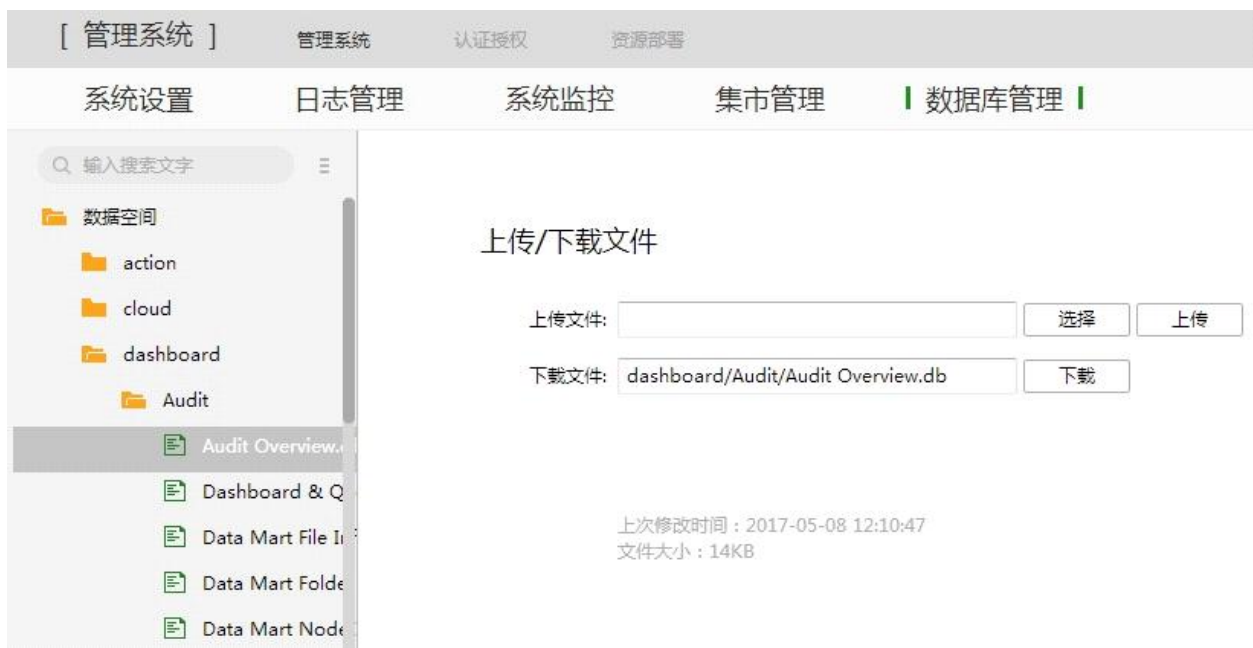 [ 管理系统 ] 管理系统 认证授权 资源部署
系统设置 日志管理 系统监控 集市管理 数据库管理
输入搜索文字
数据空间
上传/下载文件
action
cloud
上传文件: 选择 上传
dashboard
下载文件: dashboard/Audit/Audit Overview.db 下载
Audit
Audit Overview.
Dashboard & Q
上次修改时间：2017-05-08 12:10:47
Data Mart File
文件大小：14KB
Data Mart Folde
Data Mart Node